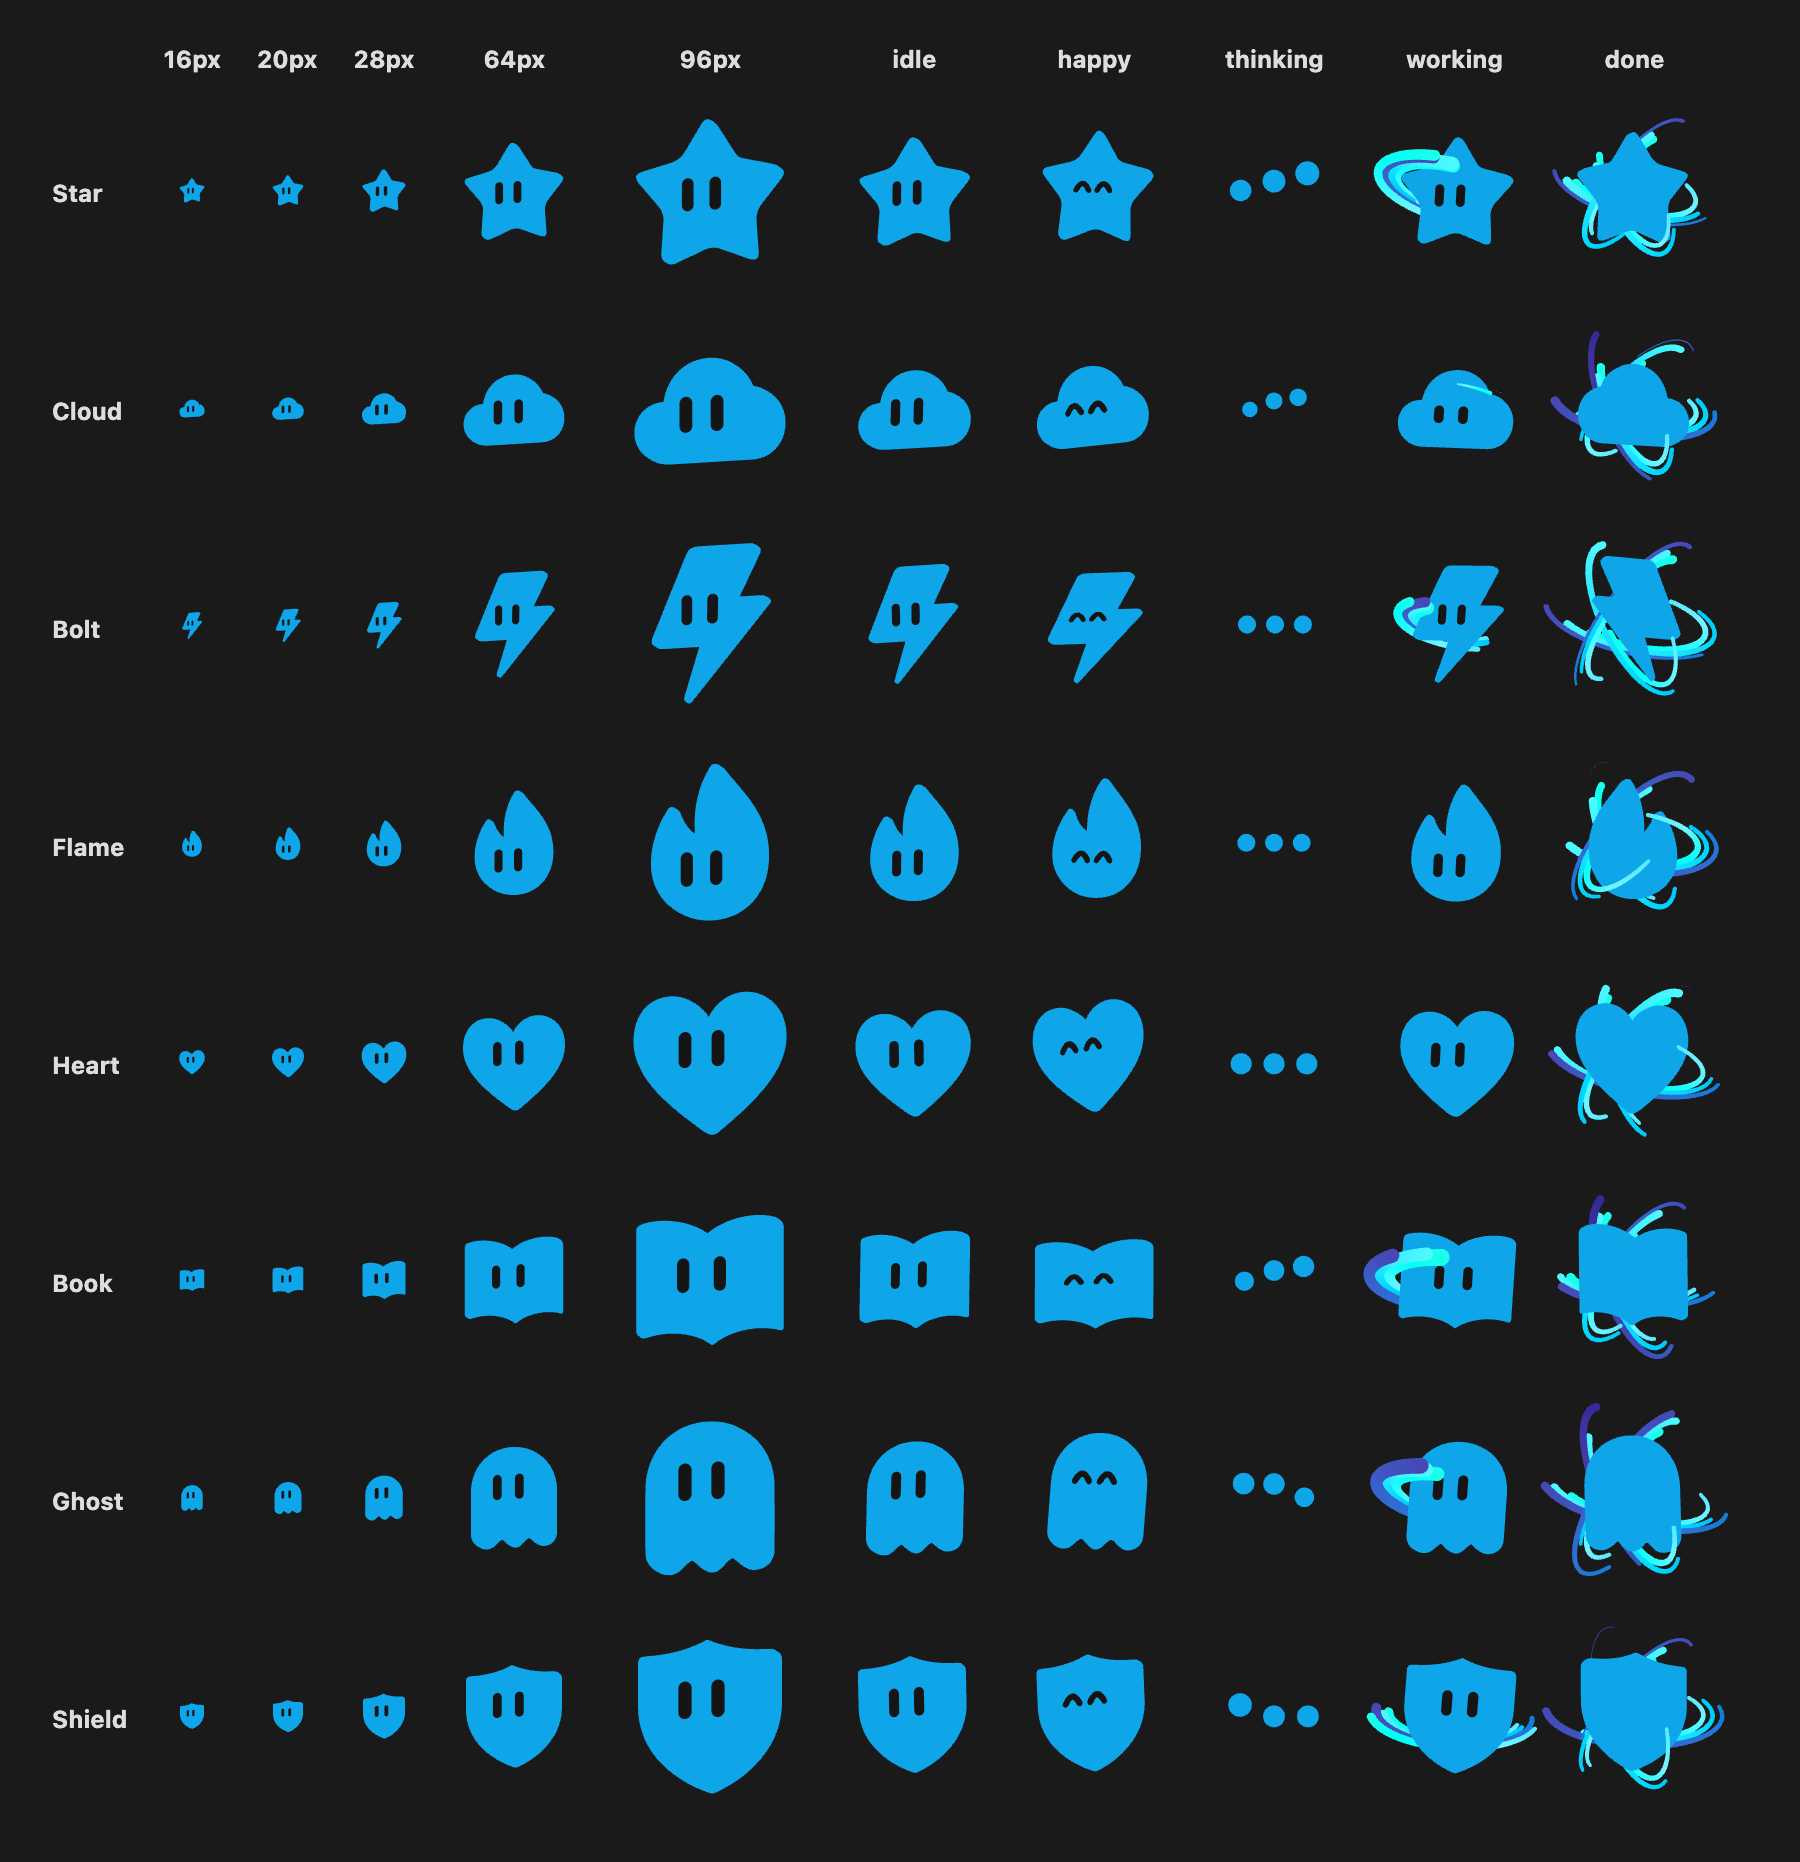 16px 20px 28px 64px 96px idle happy thinking working done
Star
Cloud
Bolt
Flame
Heart
Book
Ghost
Shield